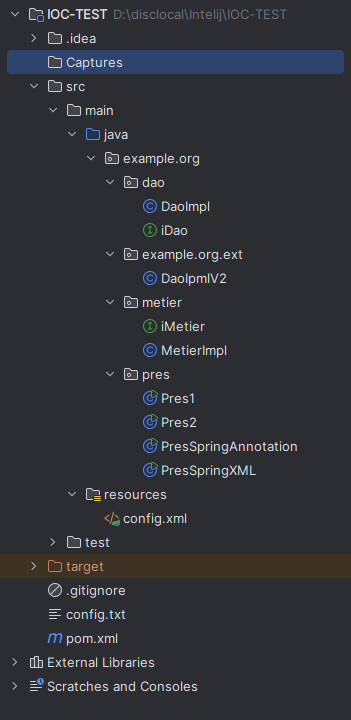 IOC-TEST D:\disclocal\Intelij\IOC-TEST
.idea
Captures
src
main
java
example.org
dao
DaoImpl
iDao
example.org.ext
DaoIpmlV2
metier
iMetier
MetierImpl
pres
Pres1
Pres2
PresSpringAnnotation
PresSpringXML
resources
config.xml
test
target
.gitignore
config.txt
pom.xml
External Libraries
Scratches and Consoles